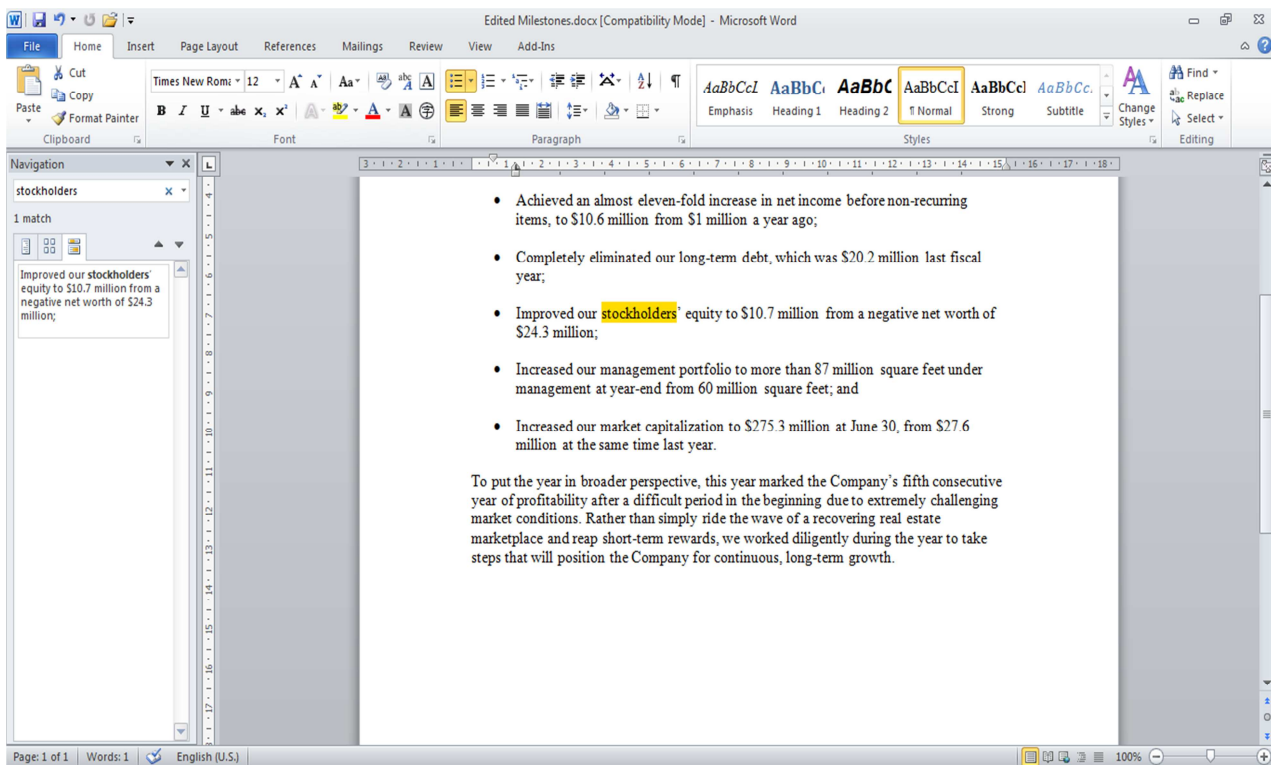 Edited Milestones.docx [Compatibility Mode] - Microsoft Word
File Home Insert Page Layout References Mailings Review View Add-Ins
Cut
Copy
Format Painter
Paste
Clipboard
Times New Roma 12
Font
Paragraph
AaBbCcI AaBbC AaBbC AaBbCcI AaBbCcI AaBbCc.
Emphasis Heading 1 Heading 2 ¶ Normal Strong Subtitle
Styles
Change Styles
Find
Replace
Select
Editing
Navigation
stockholders
1 match
Improved our stockholders'
equity to $10.7 million from a
negative net worth of $24.3
million;
• Achieved an almost eleven-fold increase in net income before non-recurring
items, to $10.6 million from $1 million a year ago;
• Completely eliminated our long-term debt, which was $20.2 million last fiscal
year;
• Improved our stockholders' equity to $10.7 million from a negative net worth of
$24.3 million;
• Increased our management portfolio to more than 87 million square feet under
management at year-end from 60 million square feet; and
• Increased our market capitalization to $275.3 million at June 30, from $27.6
million at the same time last year.
To put the year in broader perspective, this year marked the Company's fifth consecutive
year of profitability after a difficult period in the beginning due to extremely challenging
market conditions. Rather than simply ride the wave of a recovering real estate
marketplace and reap short-term rewards, we worked diligently during the year to take
steps that will position the Company for continuous, long-term growth.
Page: 1 of 1 Words: 1 English (U.S.) 100%